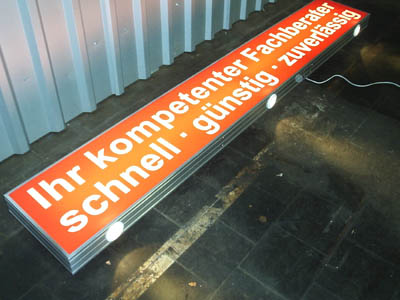 Ihr kompetenter Fachberater
schnell · günstig · zuverlässig